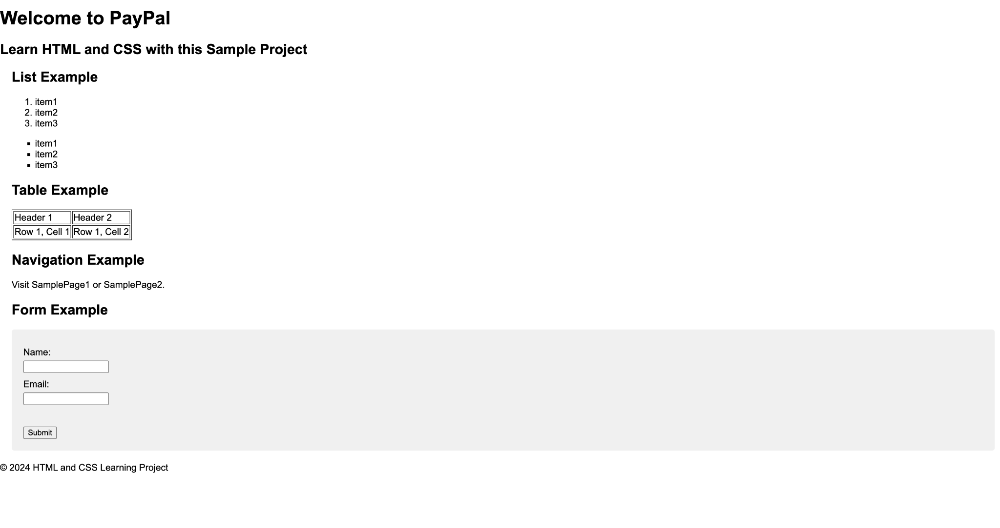 Welcome to PayPal
Learn HTML and CSS with this Sample Project
List Example
1. item1
2. item2
3. item3
▪ item1
▪ item2
▪ item3
Table Example
Header 1 Header 2
Row 1, Cell 1 Row 1, Cell 2
Navigation Example
Visit SamplePage1 or SamplePage2.
Form Example
Name:
Email:
Submit
© 2024 HTML and CSS Learning Project